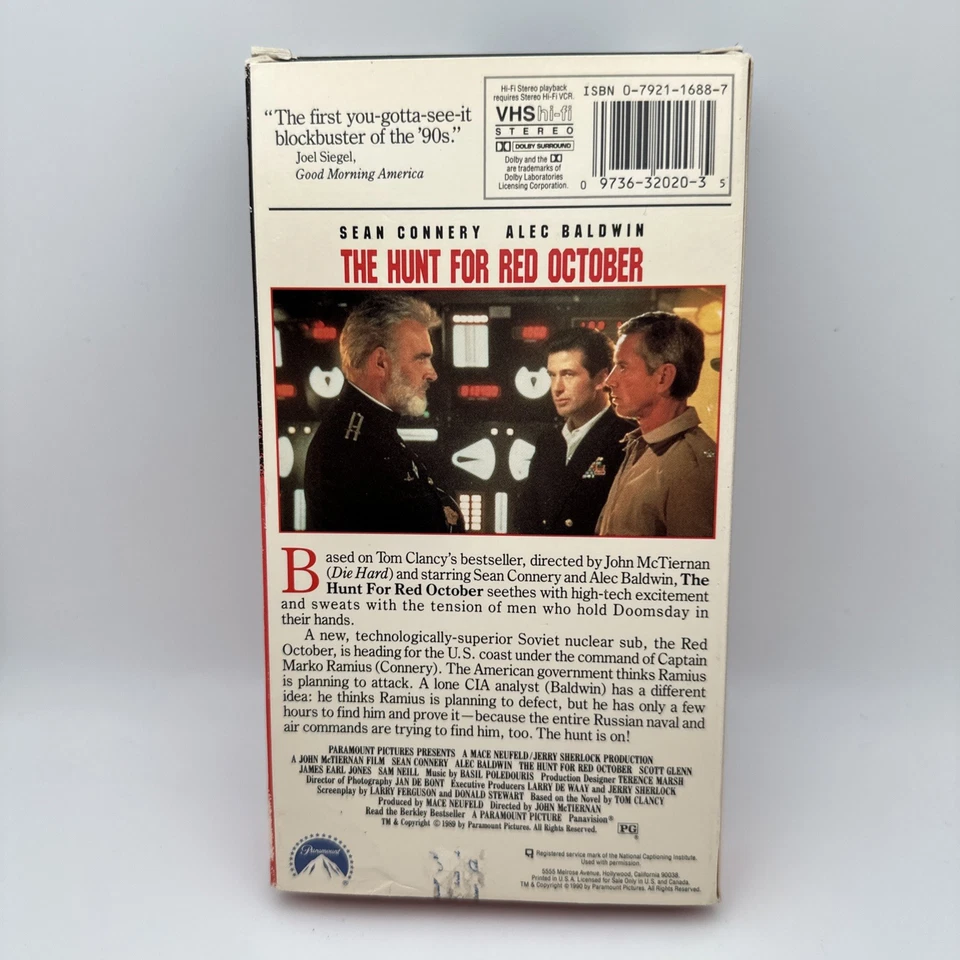 "The first you-gotta-see-it
blockbuster of the '90s."
Joel Siegel,
Good Morning America
Hi-Fi Stereo playback
requires Stereo Hi-Fi VCR.
VHS hi-fi
STEREO
DOLBY SURROUND
Dolby and the
are trademarks of
Dolby Laboratories
Licensing Corporation.
ISBN 0-7921-1688-7
0 9736-32020-3 5
SEAN CONNERY ALEC BALDWIN
THE HUNT FOR RED OCTOBER
Based on Tom Clancy's bestseller, directed by John McTiernan
(Die Hard) and starring Sean Connery and Alec Baldwin, The
Hunt For Red October seethes with high-tech excitement
and sweats with the tension of men who hold Doomsday in
their hands.
A new, technologically-superior Soviet nuclear sub, the Red
October, is heading for the U.S. coast under the command of Captain
Marko Ramius (Connery). The American government thinks Ramius
is planning to attack. A lone CIA analyst (Baldwin) has a different
idea: he thinks Ramius is planning to defect, but he has only a few
hours to find him and prove it—because the entire Russian naval and
air commands are trying to find him, too. The hunt is on!
PARAMOUNT PICTURES PRESENTS A MACE NEUFELD/JERRY SHERLOCK PRODUCTION
A JOHN McTIERNAN FILM SEAN CONNERY ALEC BALDWIN THE HUNT FOR RED OCTOBER SCOTT GLENN
JAMES EARL JONES SAM NEILL Music by BASIL POLEDOURIS Production Designer TERENCE MARSH
Director of Photography JAN DE BONT Executive Producers LARRY DE WAAY and JERRY SHERLOCK
Screenplay by LARRY FERGUSON and DONALD STEWART Based on the Novel by TOM CLANCY
Produced by MACE NEUFELD Directed by JOHN McTIERNAN
Read the Berkley Bestseller A PARAMOUNT PICTURE Panavision®
TM & Copyright © 1989 by Paramount Pictures. All Rights Reserved.
PG
Paramount
Registered service mark of the National Captioning Institute.
Used with permission.
5555 Melrose Avenue, Hollywood, California 90038.
Printed in U.S.A. Licensed for Sale Only in U.S. and Canada.
TM & Copyright © 1990 by Paramount Pictures. All Rights Reserved.